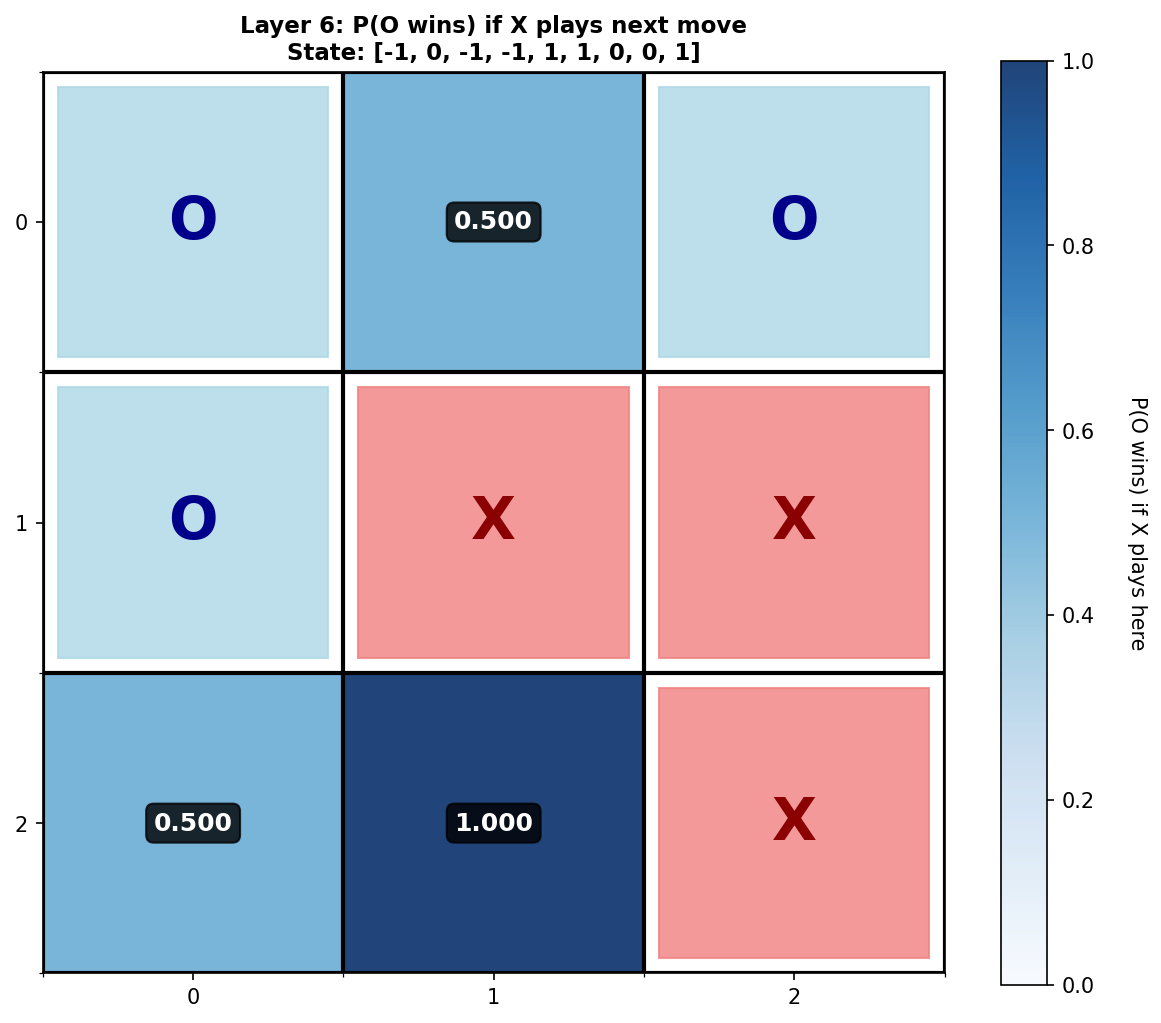 Layer 6: P(O wins) if X plays next move
State: [-1, 0, -1, -1, 1, 1, 0, 0, 1]
0
O
0.500
O
1
O
X
X
2
0.500
1.000
X
0
1
2
1.0
0.8
0.6
0.4
0.2
0.0
P(O wins) if X plays here